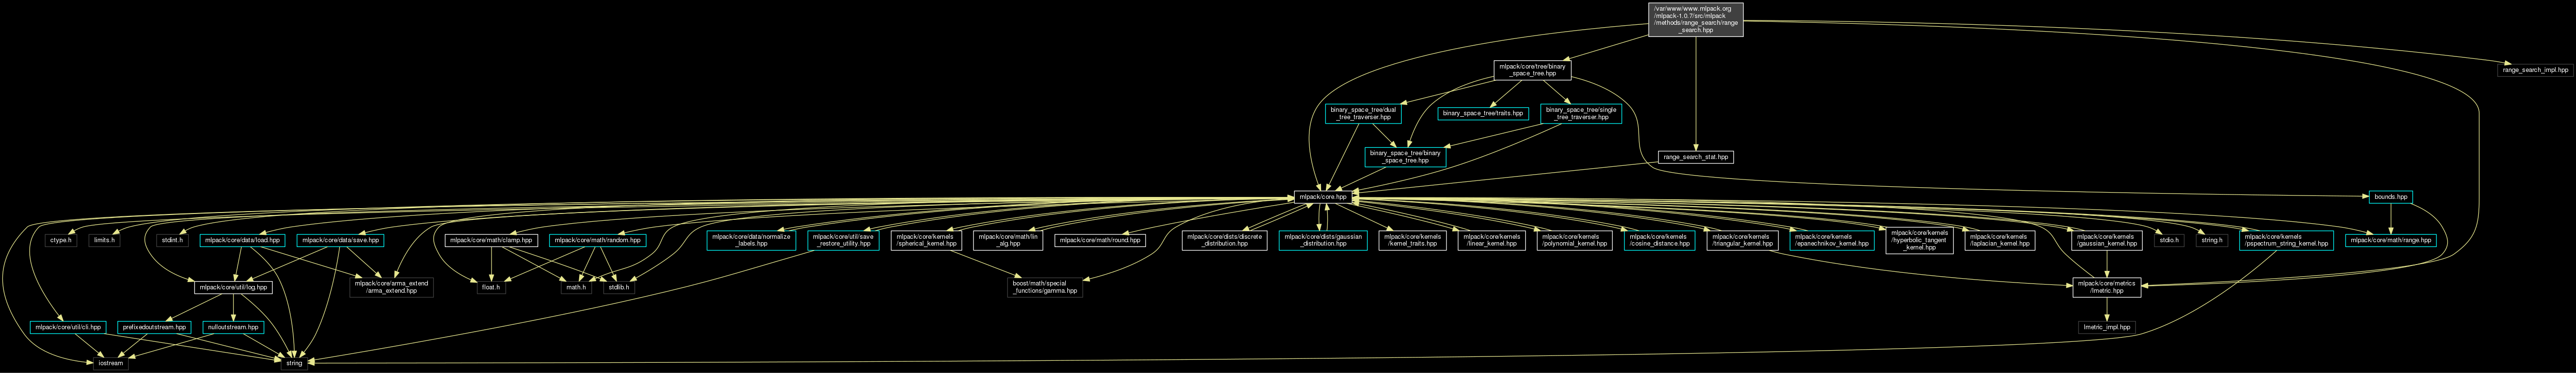 /var/www/www.mlpack.org
/mlpack-1.0.7/src/mlpack
/methods/range_search/range
_search.hpp
mlpack/core/tree/binary
_space_tree.hpp
range_search_impl.hpp
binary_space_tree/dual
_tree_traverser.hpp
binary_space_tree/traits.hpp
binary_space_tree/single
_tree_traverser.hpp
binary_space_tree/binary
_space_tree.hpp
range_search_stat.hpp
mlpack/core.hpp
bounds.hpp
ctype.h
limits.h
stdint.h
mlpack/core/data/load.hpp
mlpack/core/data/save.hpp
mlpack/core/math/clamp.hpp
mlpack/core/math/random.hpp
mlpack/core/data/normalize
_labels.hpp
mlpack/core/util/save
_restore_utility.hpp
mlpack/core/kernels
/spherical_kernel.hpp
mlpack/core/math/lin
_alg.hpp
mlpack/core/math/round.hpp
mlpack/core/dists/discrete
_distribution.hpp
mlpack/core/dists/gaussian
_distribution.hpp
mlpack/core/kernels
/kernel_traits.hpp
mlpack/core/kernels
/linear_kernel.hpp
mlpack/core/kernels
/polynomial_kernel.hpp
mlpack/core/kernels
/cosine_distance.hpp
mlpack/core/kernels
/triangular_kernel.hpp
mlpack/core/kernels
/epanechnikov_kernel.hpp
mlpack/core/kernels
/hyperbolic_tangent
_kernel.hpp
mlpack/core/kernels
/laplacian_kernel.hpp
mlpack/core/kernels
/gaussian_kernel.hpp
stdio.h
string.h
mlpack/core/kernels
/pspectrum_string_kernel.hpp
mlpack/core/math/range.hpp
mlpack/core/util/log.hpp
mlpack/core/arma_extend
/arma_extend.hpp
float.h
math.h
stdlib.h
boost/math/special
_functions/gamma.hpp
mlpack/core/metrics
/lmetric.hpp
mlpack/core/util/cli.hpp
prefixedoutstream.hpp
nulloutstream.hpp
lmetric_impl.hpp
iostream
string